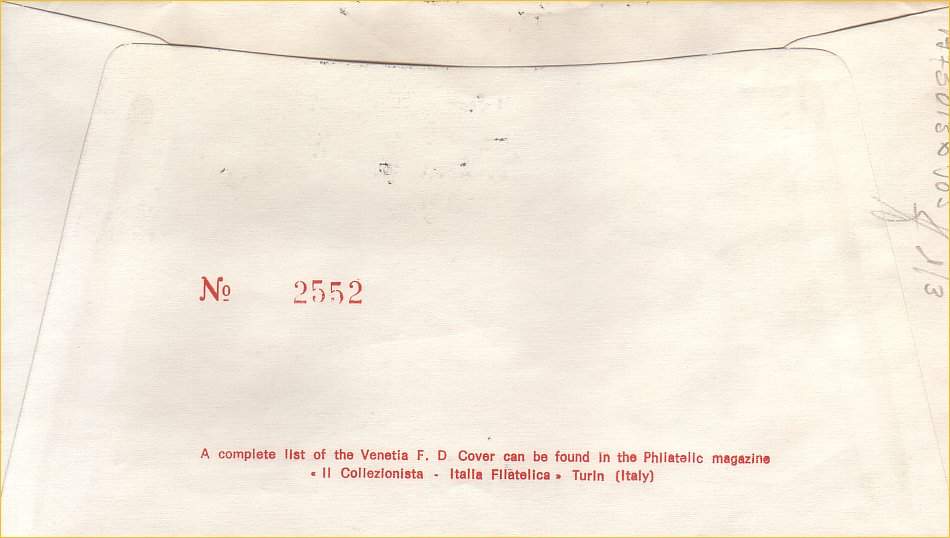 № 2552
A complete list of the Venetia F. D Cover can be found in the Philatelic magazine
« Il Collezionista - Italia Filatelica » Turin (Italy)